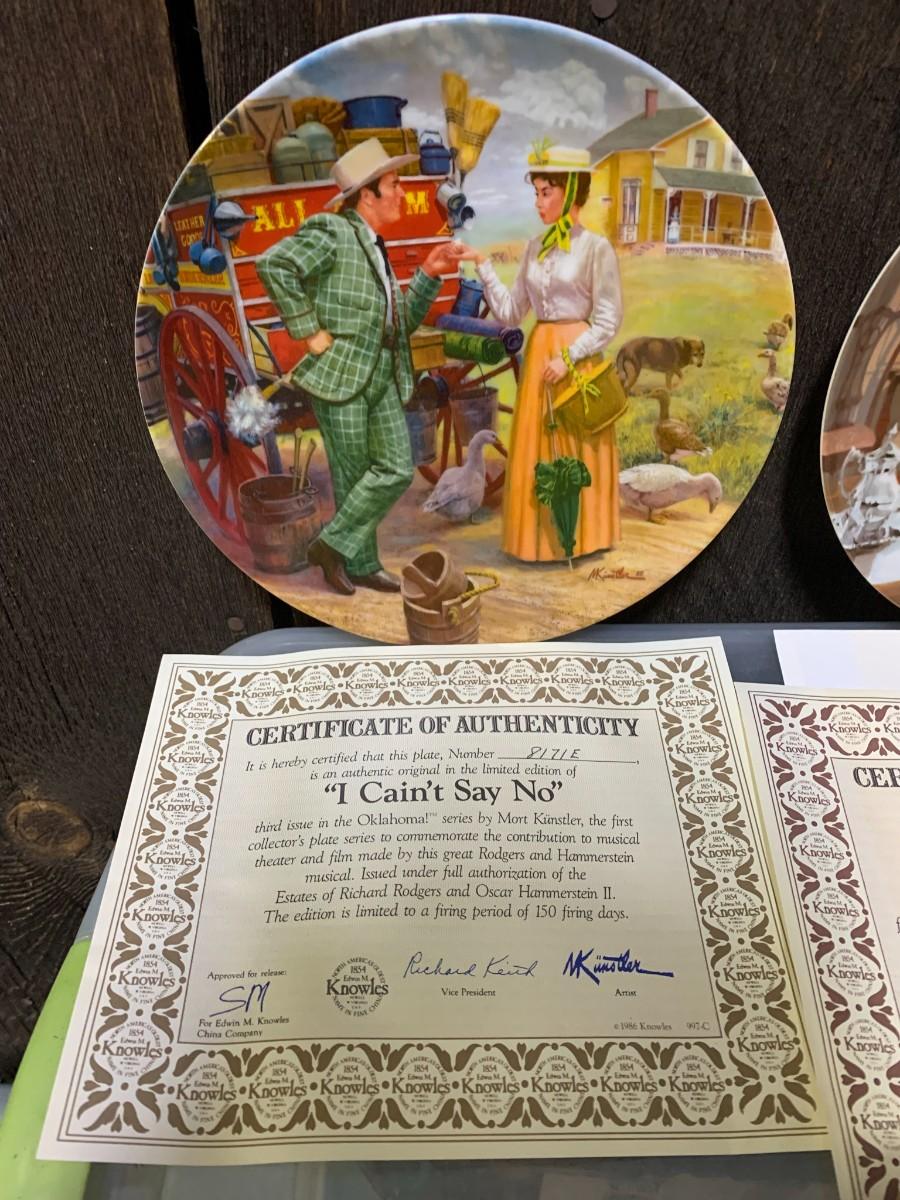 LEATHER
GOODS
ALL
M
MKünstler
CERTIFICATE OF AUTHENTICITY
It is hereby certified that this plate, Number 8171E,
is an authentic original in the limited edition of
"I Cain't Say No"
third issue in the Oklahoma!™ series by Mort Künstler, the first
collector's plate series to commemorate the contribution to musical
theater and film made by this great Rodgers and Hammerstein
musical. Issued under full authorization of the
Estates of Richard Rodgers and Oscar Hammerstein II.
The edition is limited to a firing period of 150 firing days.
Approved for release:
SM
For Edwin M. Knowles
China Company
1854
Edwin M.
Knowles
Richard Keith
Vice President
MKünstler
Artist
© 1986 Knowles 997-C
CER